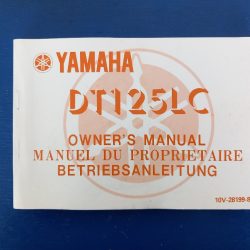 YAMAHA
DT125LC
OWNER'S MANUAL
MANUEL DU PROPRIETAIRE
BETRIEBSANLEITUNG